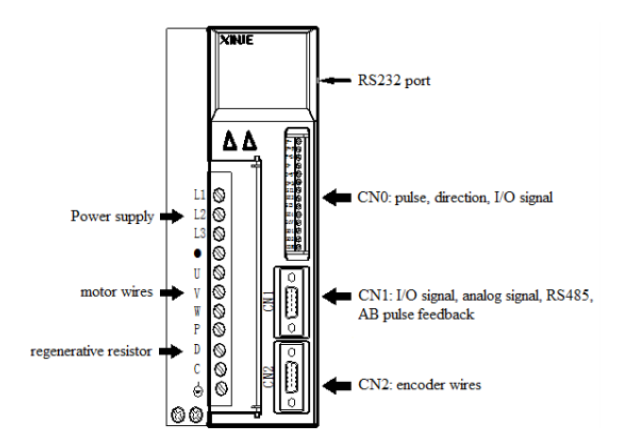 XINJE
RS232 port
CN0: pulse, direction, I/O signal
L1
Power supply
L2
L3
U
motor wires
V
W
P
regenerative resistor
D
C
CN1
CN1: I/O signal, analog signal, RS485,
AB pulse feedback
CN2
CN2: encoder wires